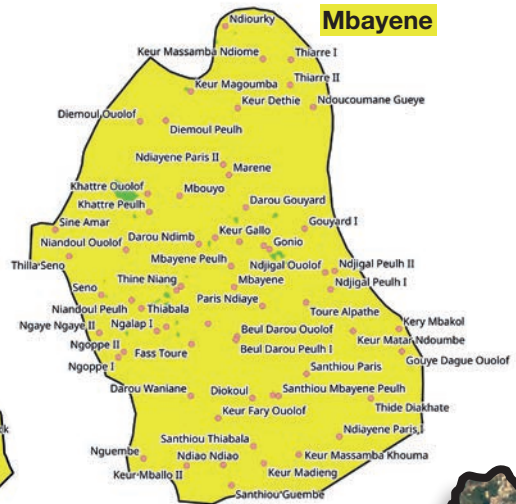 Mbayene
Ndiourky
Keur Massamba Ndiome
Thiarre I
Thiarre II
Keur Magoumba
Keur Dethie
Ndoucoumane Gueye
Diemoul Ouolof
Diemoul Peulh
Ndiayene Paris II
Marene
Khattre Ouolof
Mbouyo
Khattre Peulh
Darou Gouyard
Sine Amar
Gouyard I
Niandoul Ouolof
Darou Ndimb
Keur Gallo
Gonio
Thilla Seno
Mbayene Peulh
Ndjigal Ouolof
Ndjigal Peulh II
Seno
Thine Niang
Mbayene
Ndjigal Peulh I
Niandoul Peulh
Thiabala
Paris Ndiaye
Toure Alpathe
Ngaye Ngaye II
Ngalap I
Beul Darou Ouolof
Kery Mbakol
Ngoppe II
Fass Toure
Beul Darou Peulh I
Keur Matar Ndoumbe
Ngoppe I
Gouye Dague Ouolof
Santhiou Paris
Darou Waniane
Diokoul
Santhiou Mbayene Peulh
Keur Fary Ouolof
Thide Diakhate
Santhiou Thiabala
Ndiayene Paris I
Nguembe
Ndiao Ndiao
Keur Massamba Khouma
Keur Mballo II
Keur Madieng
Santhiou Guembe